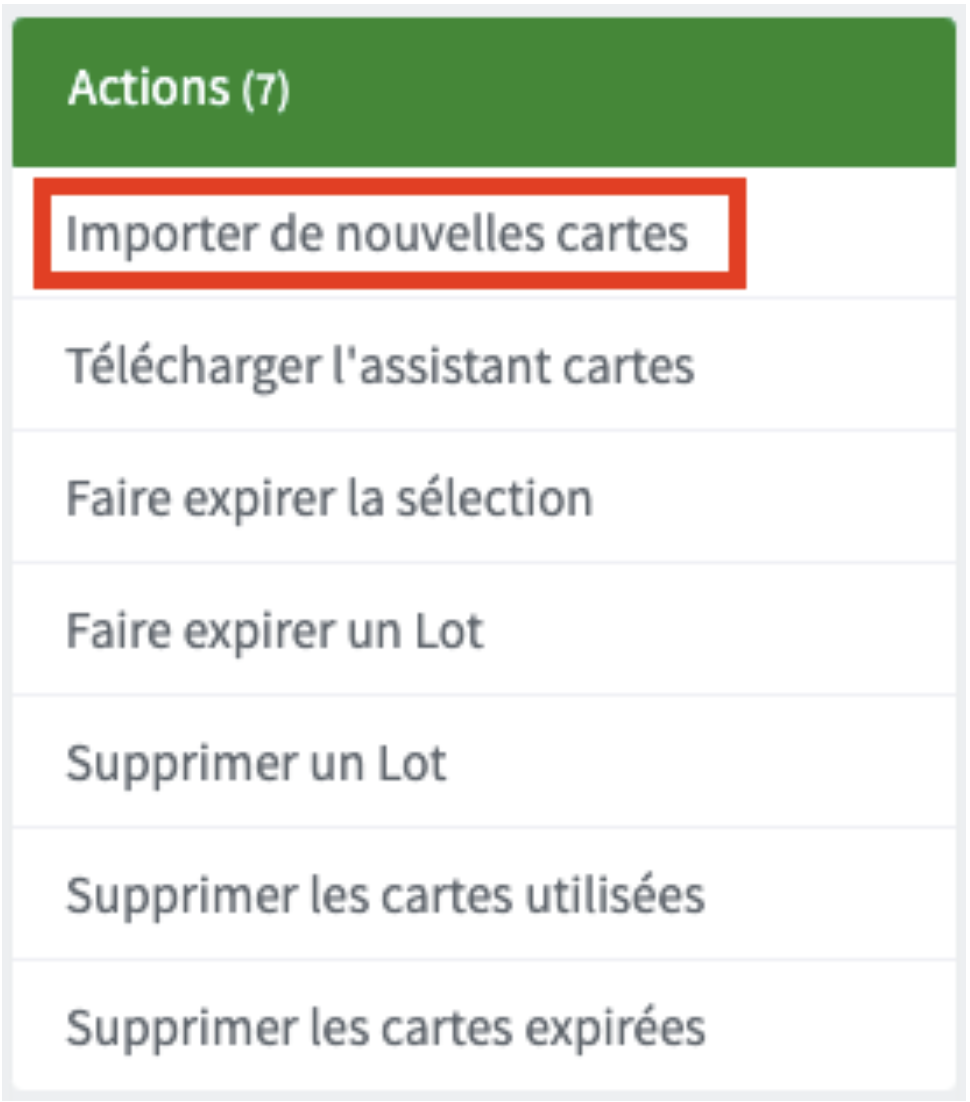 Actions (7)
Importer de nouvelles cartes
Télécharger l'assistant cartes
Faire expirer la sélection
Faire expirer un Lot
Supprimer un Lot
Supprimer les cartes utilisées
Supprimer les cartes expirées